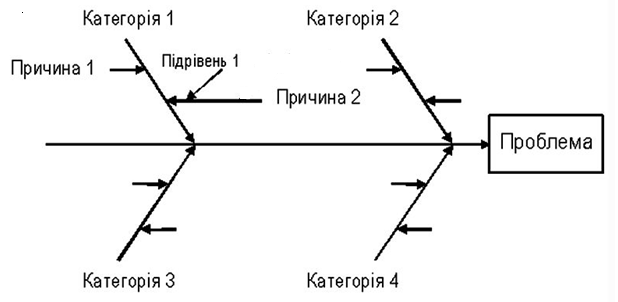 Категорія 1
Категорія 2
Підрівень 1
Причина 1
Причина 2
Проблема
Категорія 3
Категорія 4